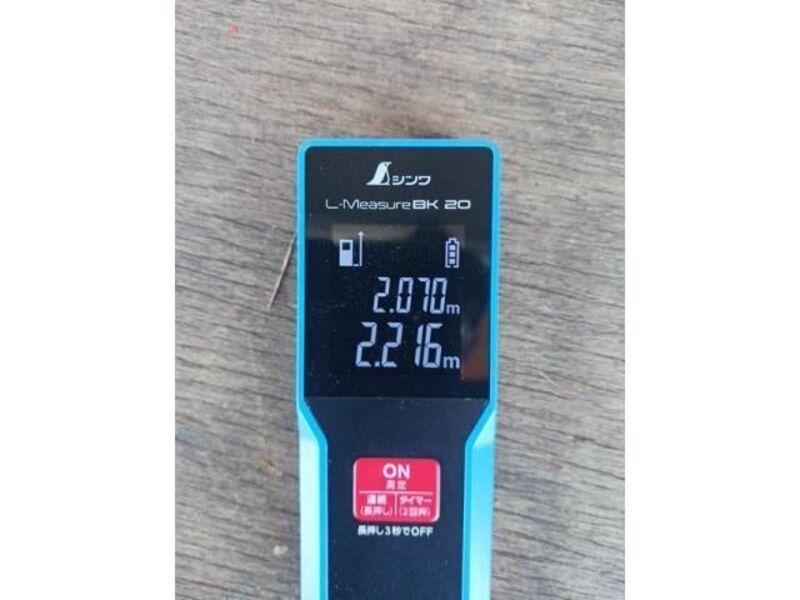 シンワ
L-Measure BK 20
2.070m
2.216m
ON
測定
連続 タイマー
(長押し) (2回押)
長押し3秒でOFF